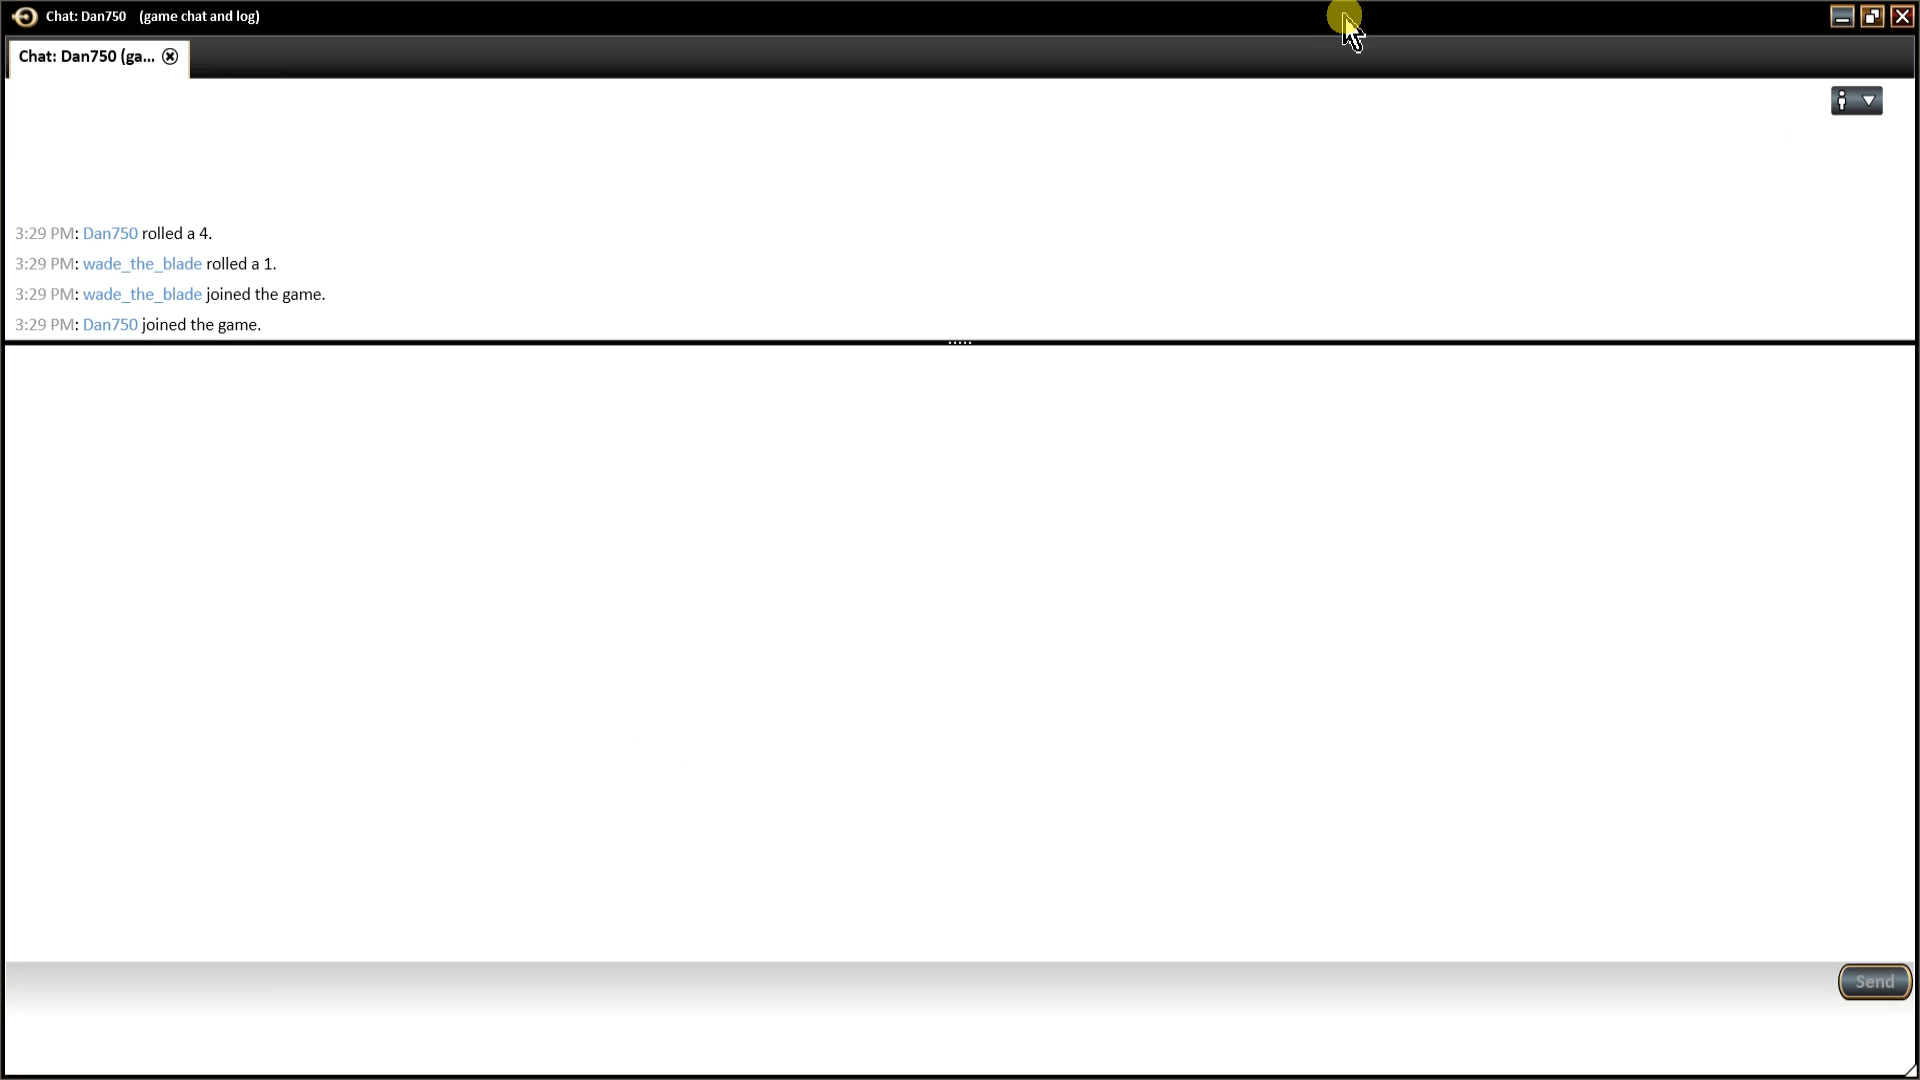 Chat: Dan750 (game chat and log)
Chat: Dan750 (ga...
3:29 PM: Dan750 rolled a 4.
3:29 PM: wade_the_blade rolled a 1.
3:29 PM: wade_the_blade joined the game.
3:29 PM: Dan750 joined the game.
Send